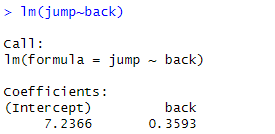 > lm(jump~back)
Call:
lm(formula = jump ~ back)
Coefficients:
(Intercept) back
7.2366 0.3593